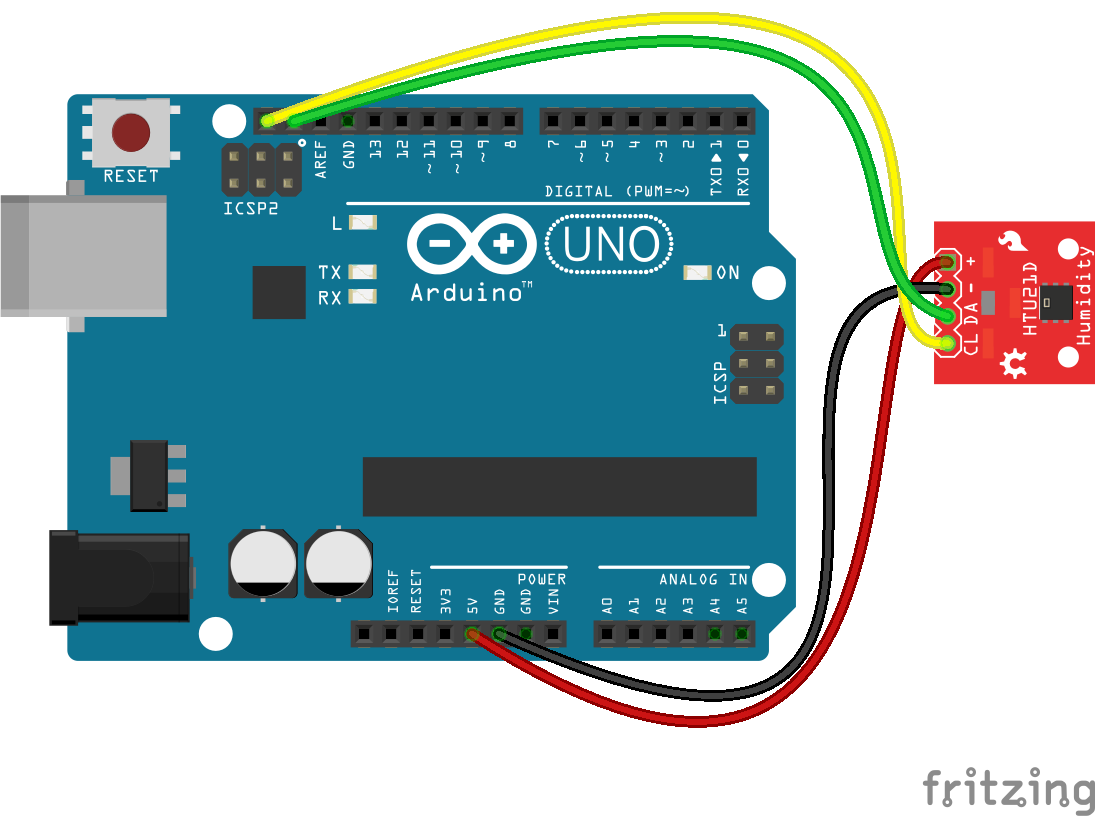 RESET
ICSP2
AREF
GND
13
12
~11
~10
~9
8
7
~6
~5
4
~3
2
TX0▶1
RX0◀0
DIGITAL (PWM=~)
L
TX
RX
UNO
Arduino™
ON
1
ICSP
+
-
DA
CL
HTU21D
Humidity
IOREF
RESET
3V3
5V
GND
GND
VIN
POWER
A0
A1
A2
A3
A4
A5
ANALOG IN
fritzing